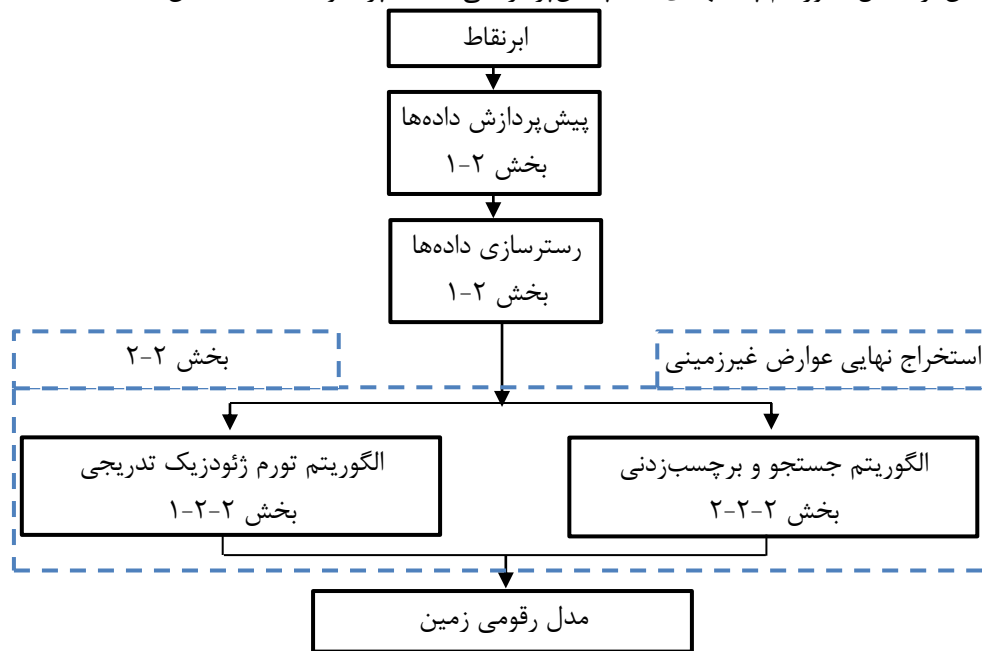 ابرنقاط
پیش‌پردازش داده‌ها
بخش ۲-۱
رسترسازی داده‌ها
بخش ۲-۱
استخراج نهایی عوارض غیرزمینی
بخش ۲-۲
الگوریتم جستجو و برچسب‌زدنی
بخش ۲-۲-۲
الگوریتم تورم ژئودزیک تدریجی
بخش ۲-۲-۱
مدل رقومی زمین